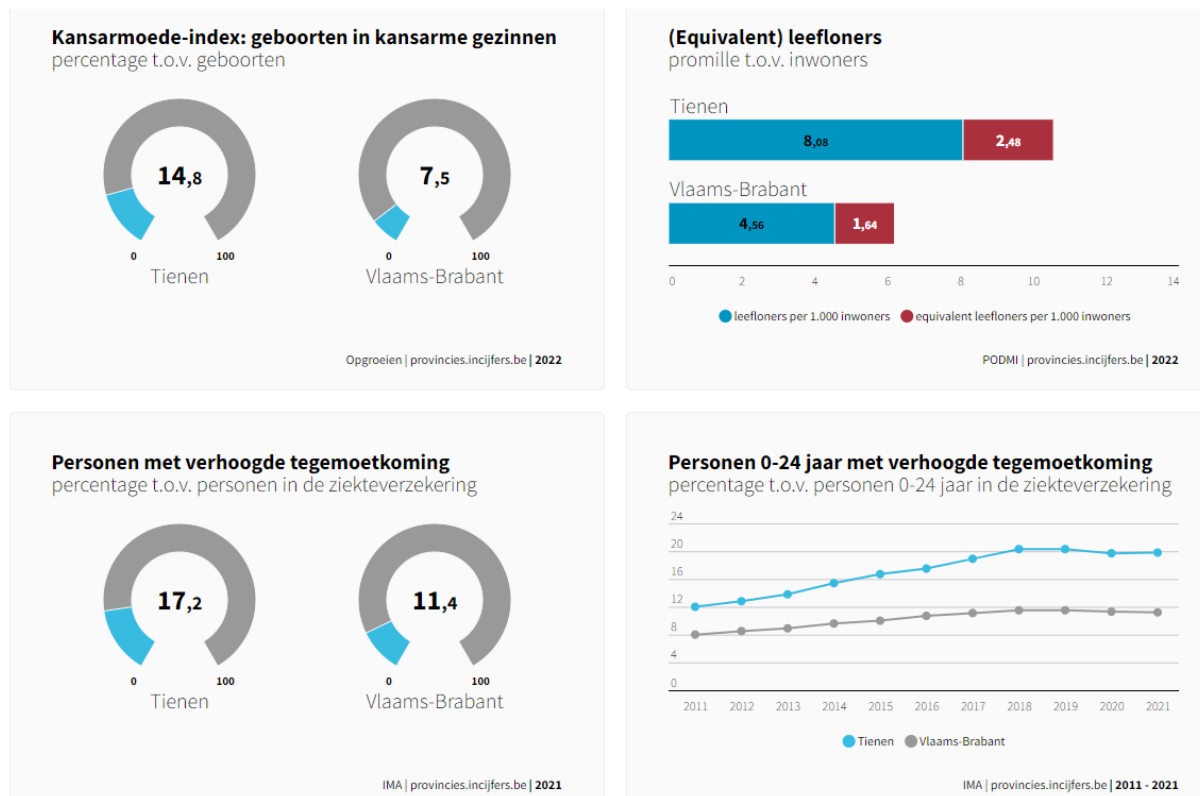 Kansarmoede-index: geboorten in kansarme gezinnen
percentage t.o.v. geboorten
14,8
7,5
0
100
0
100
Tienen
Vlaams-Brabant
Opgroeien | provincies.incijfers.be | 2022
(Equivalent) leefloners
promille t.o.v. inwoners
Tienen
8,08
2,48
Vlaams-Brabant
4,56
1,64
0
2
4
6
8
10
12
14
leefloners per 1.000 inwoners
equivalent leefloners per 1.000 inwoners
PODMI | provincies.incijfers.be | 2022
Personen met verhoogde tegemoetkoming
percentage t.o.v. personen in de ziekteverzekering
17,2
11,4
0
100
0
100
Tienen
Vlaams-Brabant
IMA | provincies.incijfers.be | 2021
Personen 0-24 jaar met verhoogde tegemoetkoming
percentage t.o.v. personen 0-24 jaar in de ziekteverzekering
24
20
16
12
8
4
0
2011
2012
2013
2014
2015
2016
2017
2018
2019
2020
2021
Tienen
Vlaams-Brabant
IMA | provincies.incijfers.be | 2011 - 2021